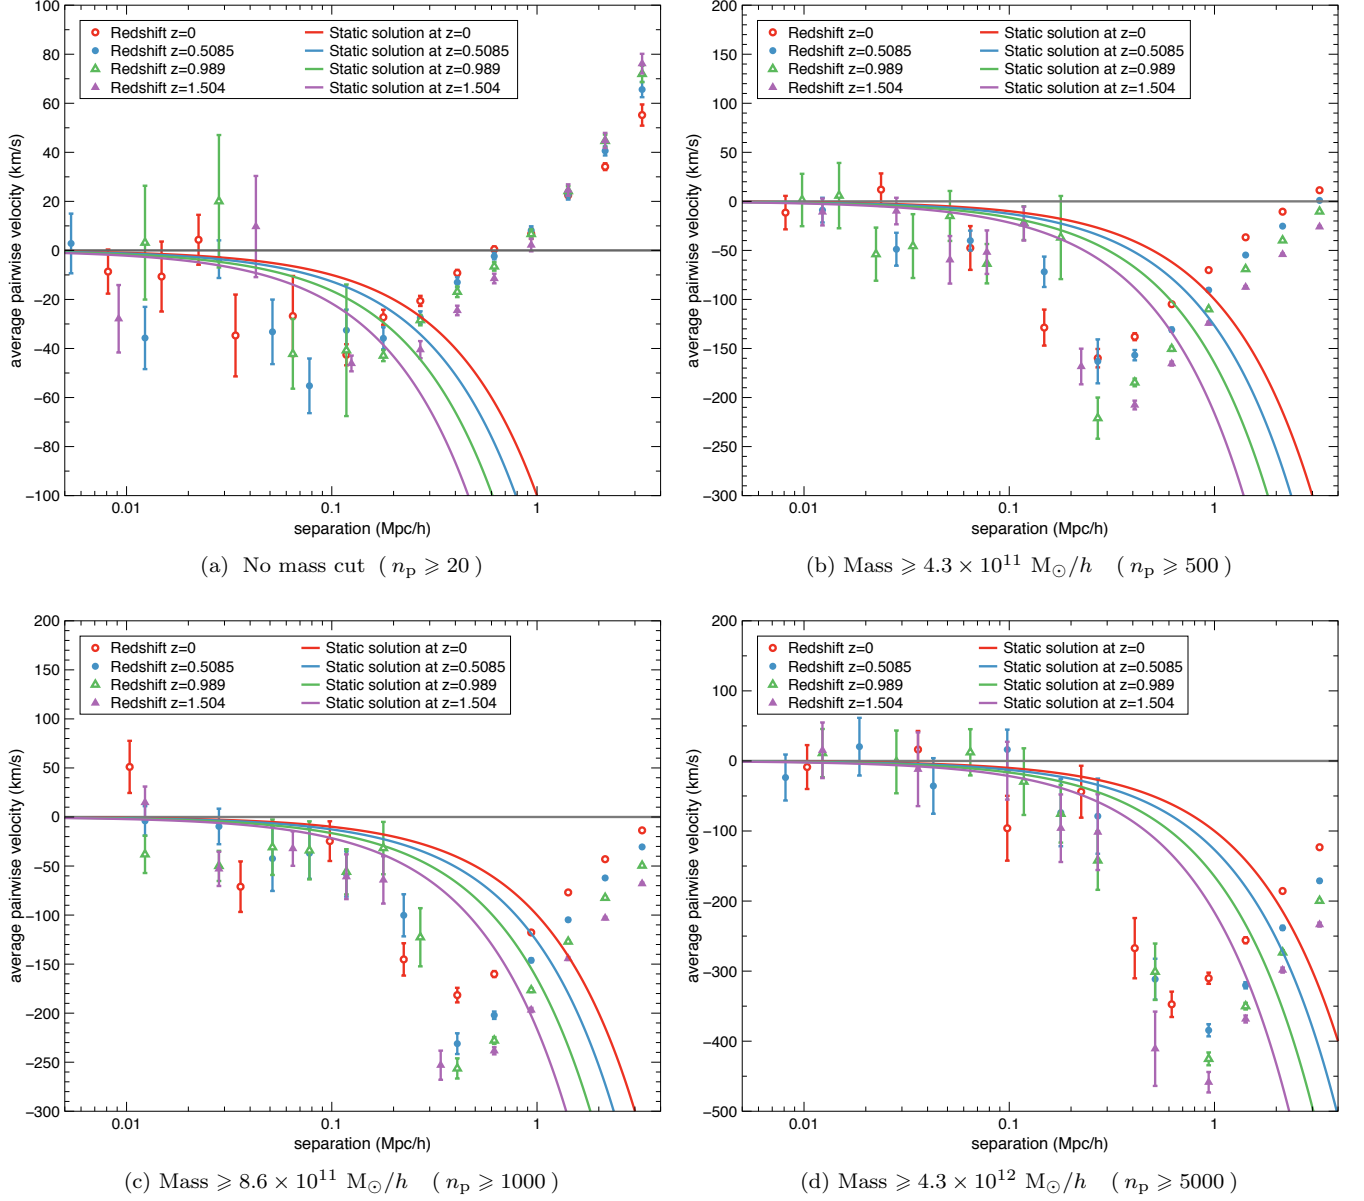 100
80
60
40
20
0
−20
−40
−60
−80
−100
average pairwise velocity (km/s)
Redshift z=0
Redshift z=0.5085
Redshift z=0.989
Redshift z=1.504
Static solution at z=0
Static solution at z=0.5085
Static solution at z=0.989
Static solution at z=1.504
0.01
0.1
1
separation (Mpc/h)
(a) No mass cut ( nₚ ⩾ 20 )
200
150
100
50
0
−50
−100
−150
−200
−250
−300
average pairwise velocity (km/s)
Redshift z=0
Redshift z=0.5085
Redshift z=0.989
Redshift z=1.504
Static solution at z=0
Static solution at z=0.5085
Static solution at z=0.989
Static solution at z=1.504
0.01
0.1
1
separation (Mpc/h)
(b) Mass ⩾ 4.3 × 10¹¹ M☉/h ( nₚ ⩾ 500 )
200
150
100
50
0
−50
−100
−150
−200
−250
−300
average pairwise velocity (km/s)
Redshift z=0
Redshift z=0.5085
Redshift z=0.989
Redshift z=1.504
Static solution at z=0
Static solution at z=0.5085
Static solution at z=0.989
Static solution at z=1.504
0.01
0.1
1
separation (Mpc/h)
(c) Mass ⩾ 8.6 × 10¹¹ M☉/h ( nₚ ⩾ 1000 )
200
100
0
−100
−200
−300
−400
−500
average pairwise velocity (km/s)
Redshift z=0
Redshift z=0.5085
Redshift z=0.989
Redshift z=1.504
Static solution at z=0
Static solution at z=0.5085
Static solution at z=0.989
Static solution at z=1.504
0.01
0.1
1
separation (Mpc/h)
(d) Mass ⩾ 4.3 × 10¹² M☉/h ( nₚ ⩾ 5000 )